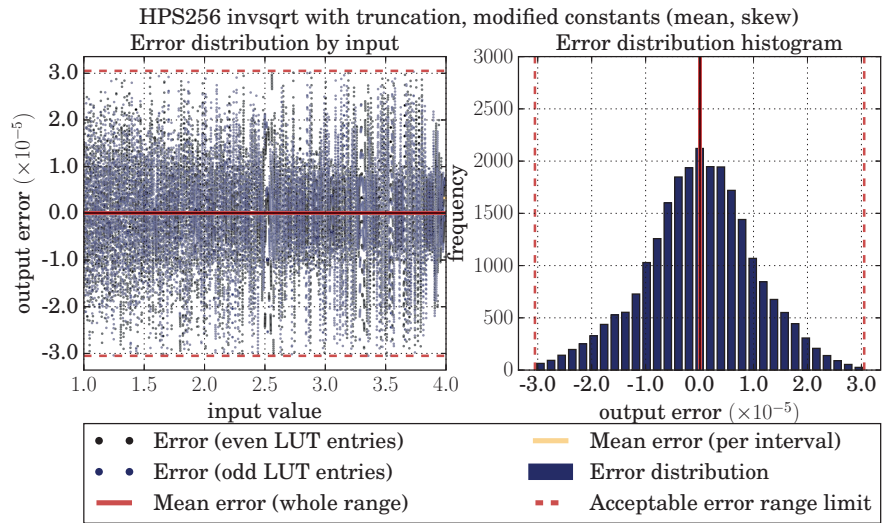 HPS256 invsqrt with truncation, modified constants (mean, skew)
Error distribution by input
3.0
2.0
1.0
0.0
-1.0
-2.0
-3.0
output error (×10⁻⁵)
1.0 1.5 2.0 2.5 3.0 3.5 4.0
input value
Error distribution histogram
3000
2500
2000
1500
1000
500
0
frequency
-3.0 -2.0 -1.0 0.0 1.0 2.0 3.0
output error (×10⁻⁵)
Error (even LUT entries)
Error (odd LUT entries)
Mean error (whole range)
Mean error (per interval)
Error distribution
Acceptable error range limit